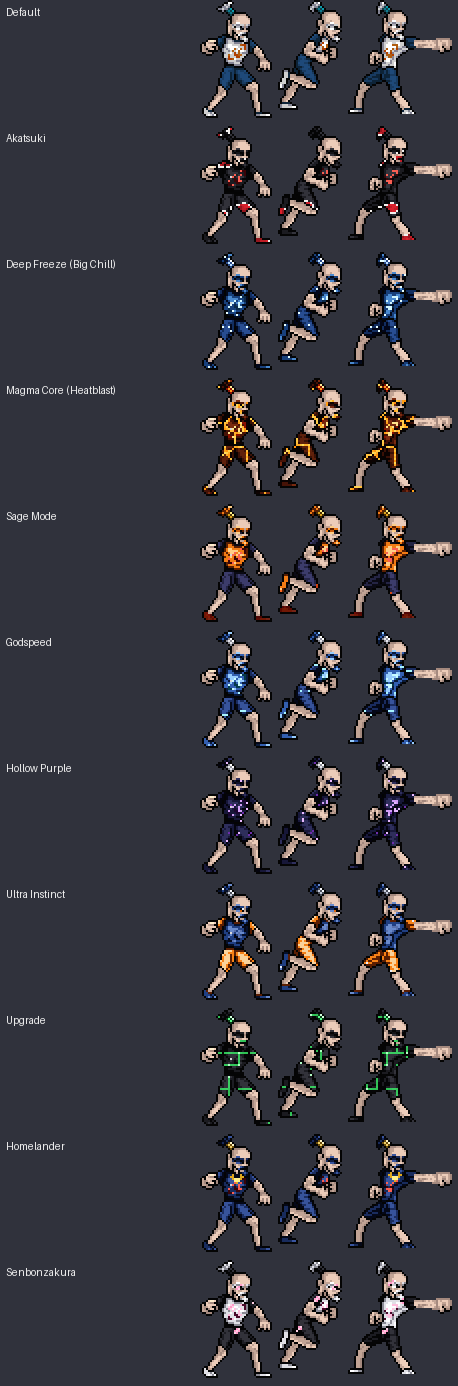 Default
Akatsuki
Deep Freeze (Big Chill)
Magma Core (Heatblast)
Sage Mode
Godspeed
Hollow Purple
Ultra Instinct
Upgrade
Homelander
Senbonzakura